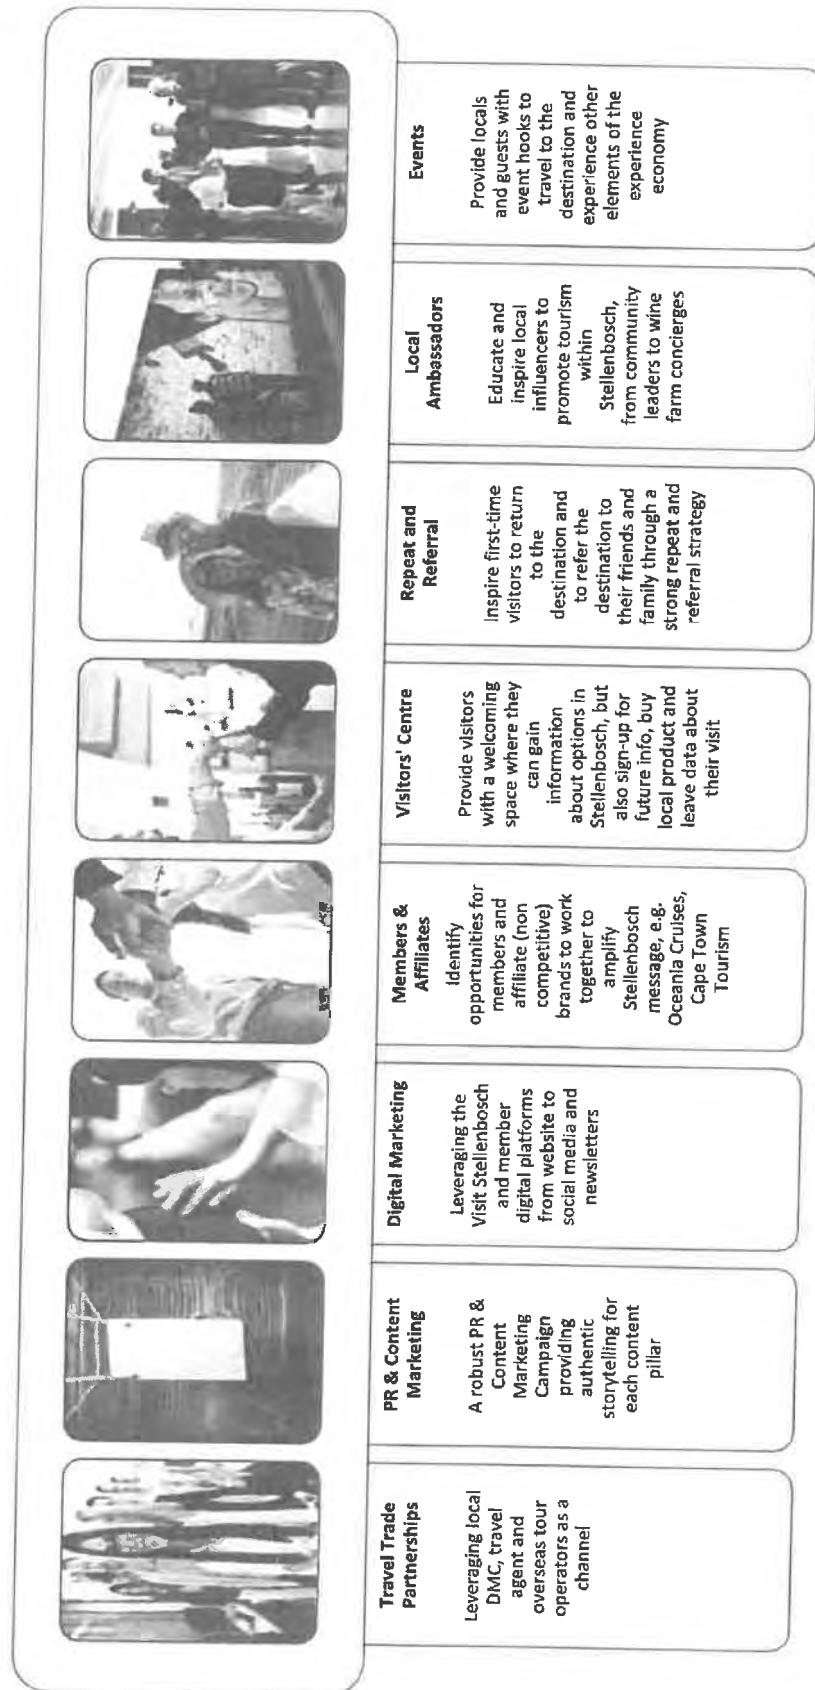 Travel Trade
Partnerships
Leveraging local
DMC, travel
agent and
overseas tour
operators as a
channel
PR & Content
Marketing
A robust PR &
Content
Marketing
Campaign
providing
authentic
storytelling for
each content
pillar
Digital Marketing
Leveraging the
Visit Stellenbosch
and member
digital platforms
from website to
social media and
newsletters
Members &
Affiliates
Identify
opportunities for
members and
affiliate (non
competitive)
brands to work
together to
amplify
Stellenbosch
message, e.g.
Oceania Cruises,
Cape Town
Tourism
Visitors' Centre
Provide visitors
with a welcoming
space where they
can gain
information
about options in
Stellenbosch, but
also sign-up for
future info, buy
local product and
leave data about
their visit
Repeat and
Referral
Inspire first-time
visitors to return
to the
destination and
to refer the
destination to
their friends and
family through a
strong repeat and
referral strategy
Local
Ambassadors
Educate and
inspire local
influencers to
promote tourism
within
Stellenbosch,
from community
leaders to wine
farm concierges
Events
Provide locals
and guests with
event hooks to
travel to the
destination and
experience other
elements of the
experience
economy